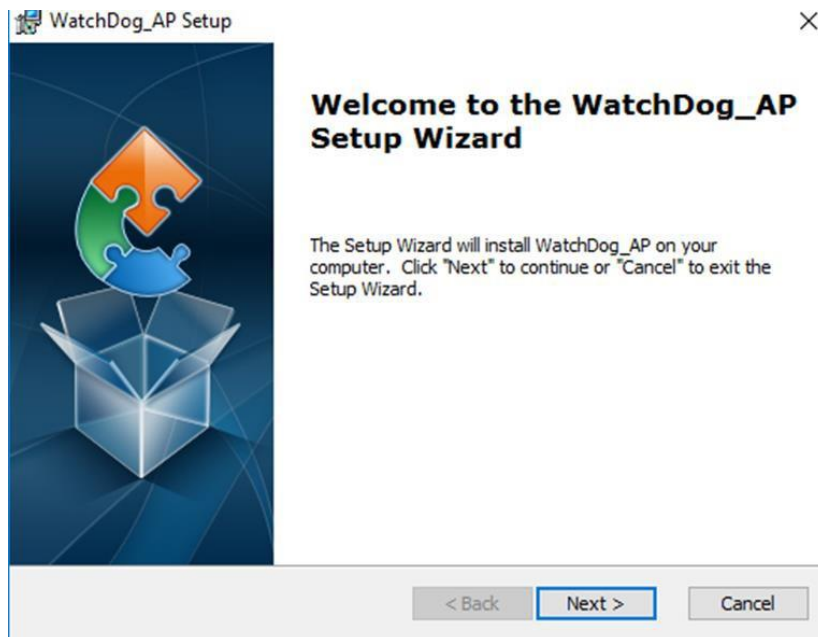 WatchDog_AP Setup
Welcome to the WatchDog_AP
Setup Wizard
The Setup Wizard will install WatchDog_AP on your
computer. Click "Next" to continue or "Cancel" to exit the
Setup Wizard.
< Back Next > Cancel